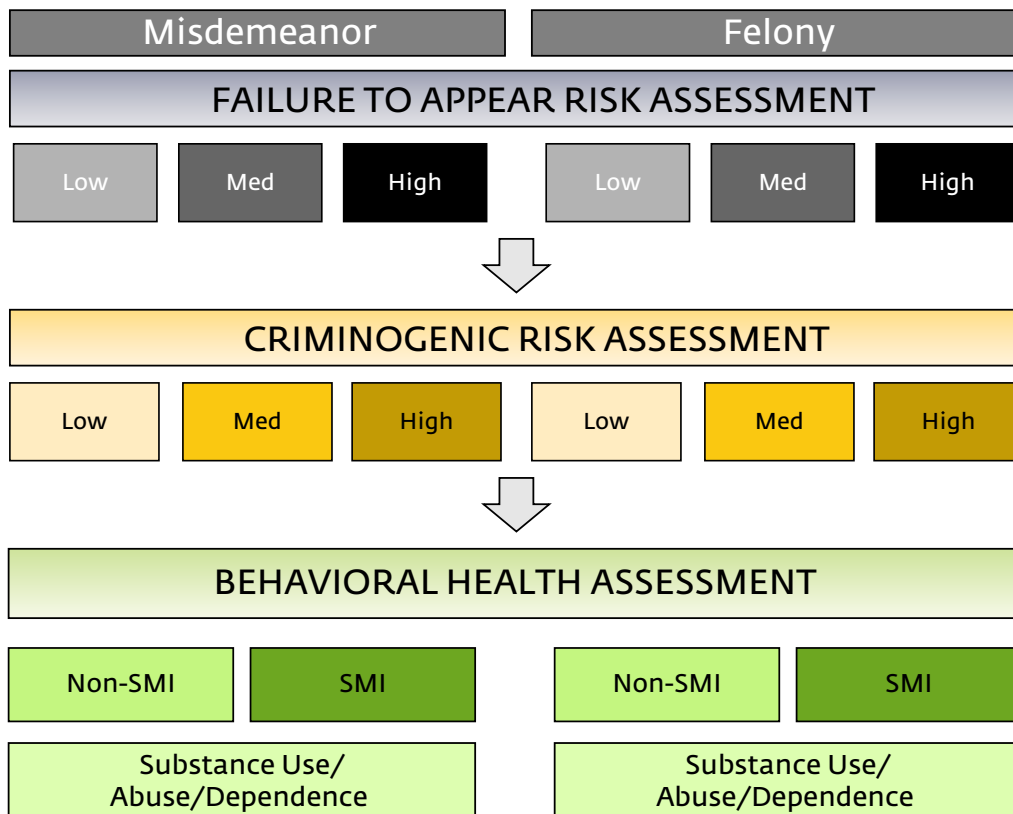 Misdemeanor Felony
FAILURE TO APPEAR RISK ASSESSMENT
Low Med High Low Med High
CRIMINOGENIC RISK ASSESSMENT
Low Med High Low Med High
BEHAVIORAL HEALTH ASSESSMENT
Non-SMI SMI Non-SMI SMI
Substance Use/
Abuse/Dependence
Substance Use/
Abuse/Dependence